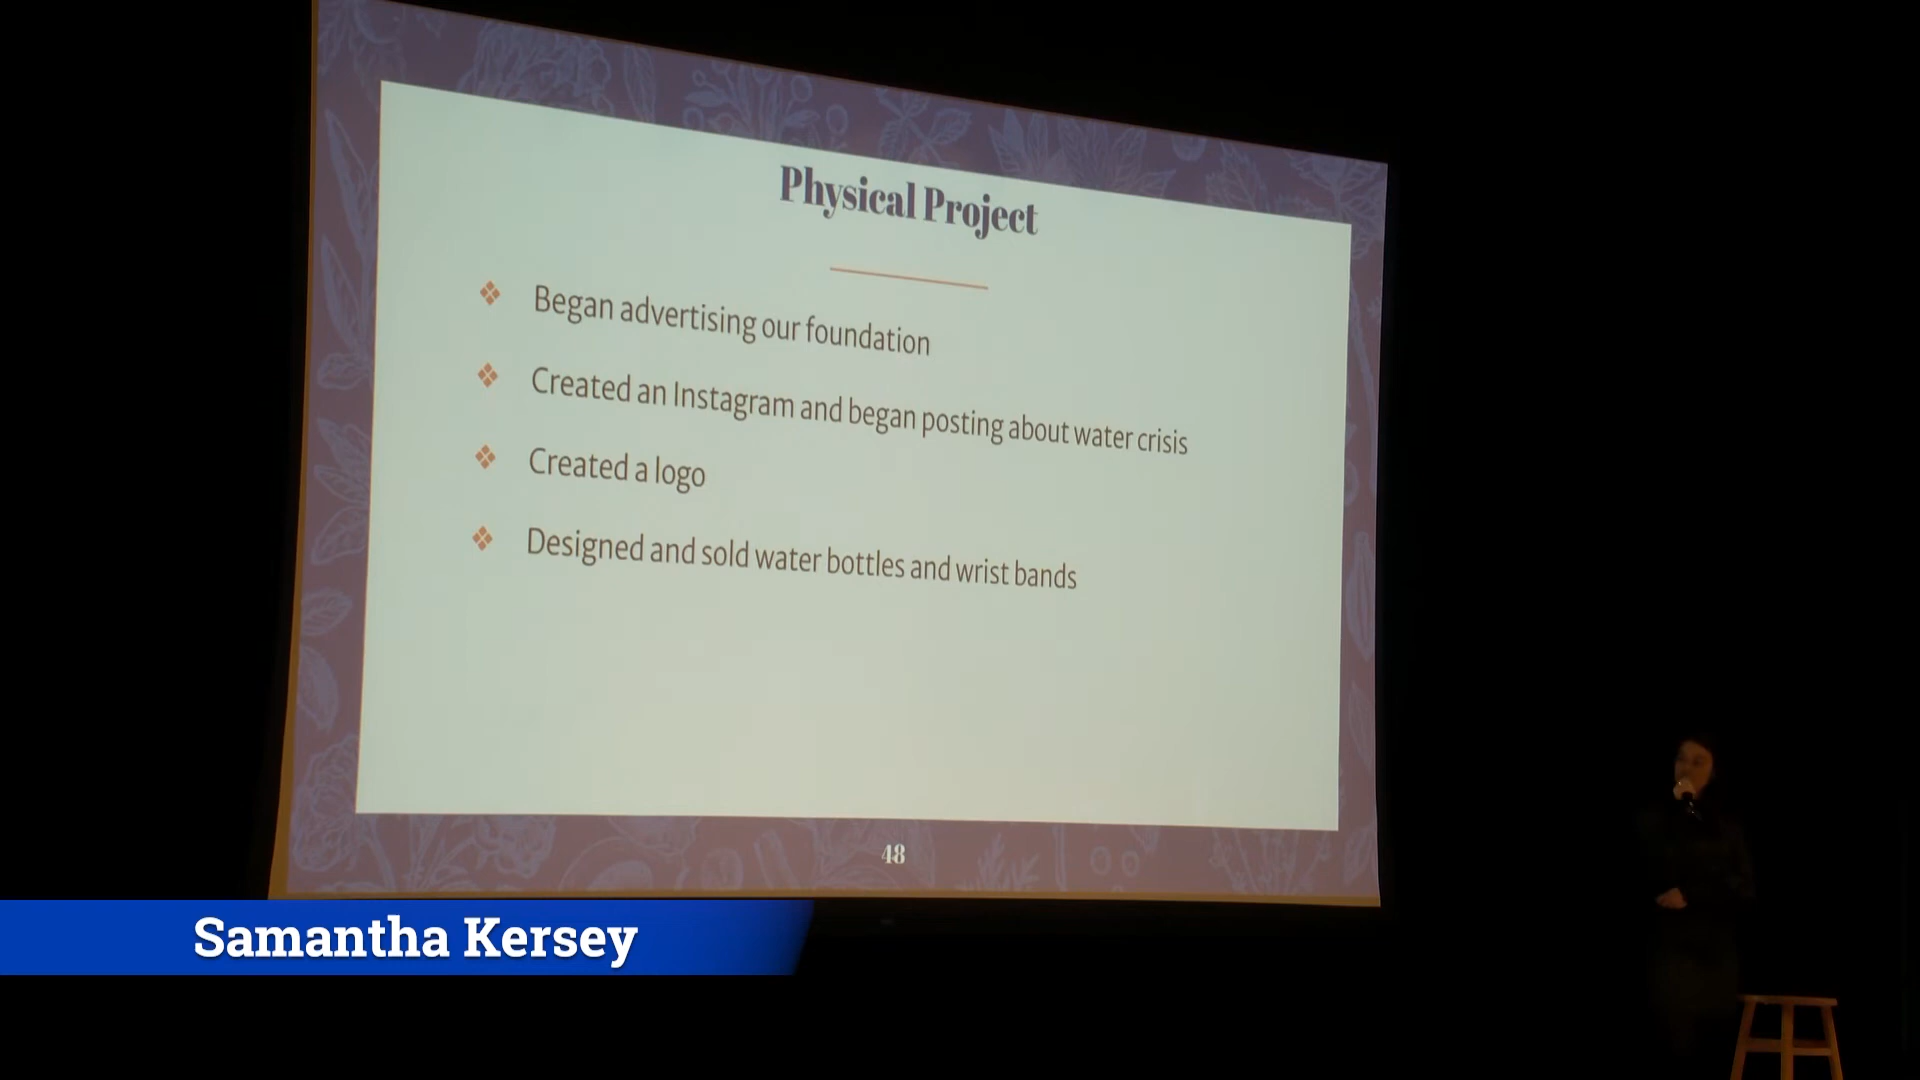 Physical Project
Began advertising our foundation
Created an Instagram and began posting about water crisis
Created a logo
Designed and sold water bottles and wrist bands
48
Samantha Kersey